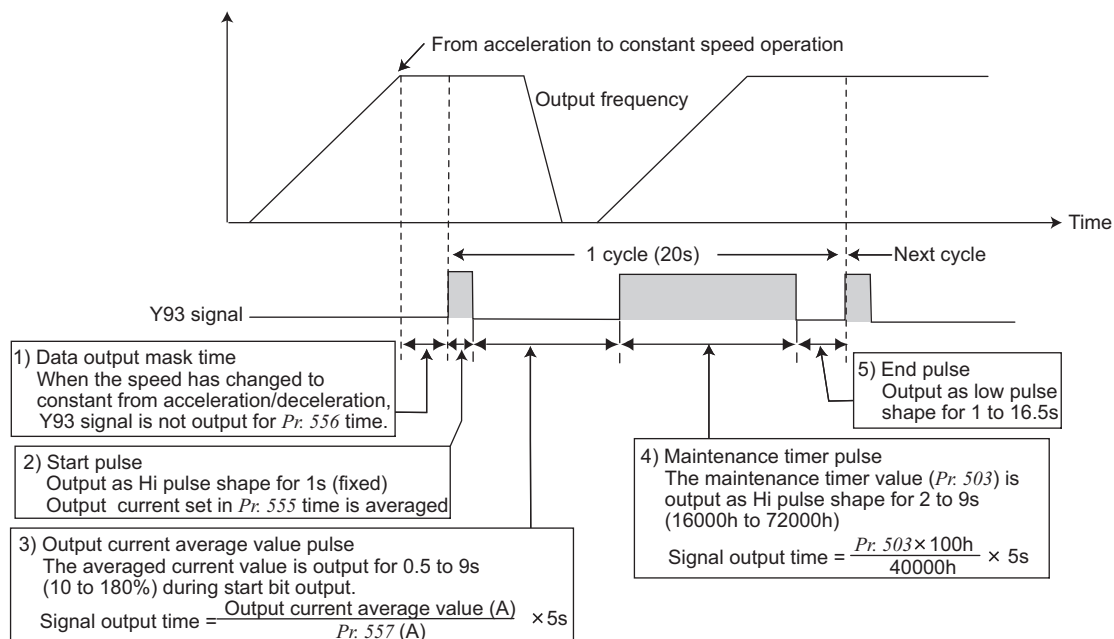 From acceleration to constant speed operation
Output frequency
Time
1 cycle (20s)
Next cycle
Y93 signal
1) Data output mask time
When the speed has changed to
constant from acceleration/deceleration,
Y93 signal is not output for Pr. 556 time.
2) Start pulse
Output as Hi pulse shape for 1s (fixed)
Output current set in Pr. 555 time is averaged
3) Output current average value pulse
The averaged current value is output for 0.5 to 9s
(10 to 180%) during start bit output.
Signal output time = Output current average value (A) / Pr. 557 (A) ×5s
4) Maintenance timer pulse
The maintenance timer value (Pr. 503) is
output as Hi pulse shape for 2 to 9s
(16000h to 72000h)
Signal output time = Pr. 503×100h / 40000h × 5s
5) End pulse
Output as low pulse
shape for 1 to 16.5s